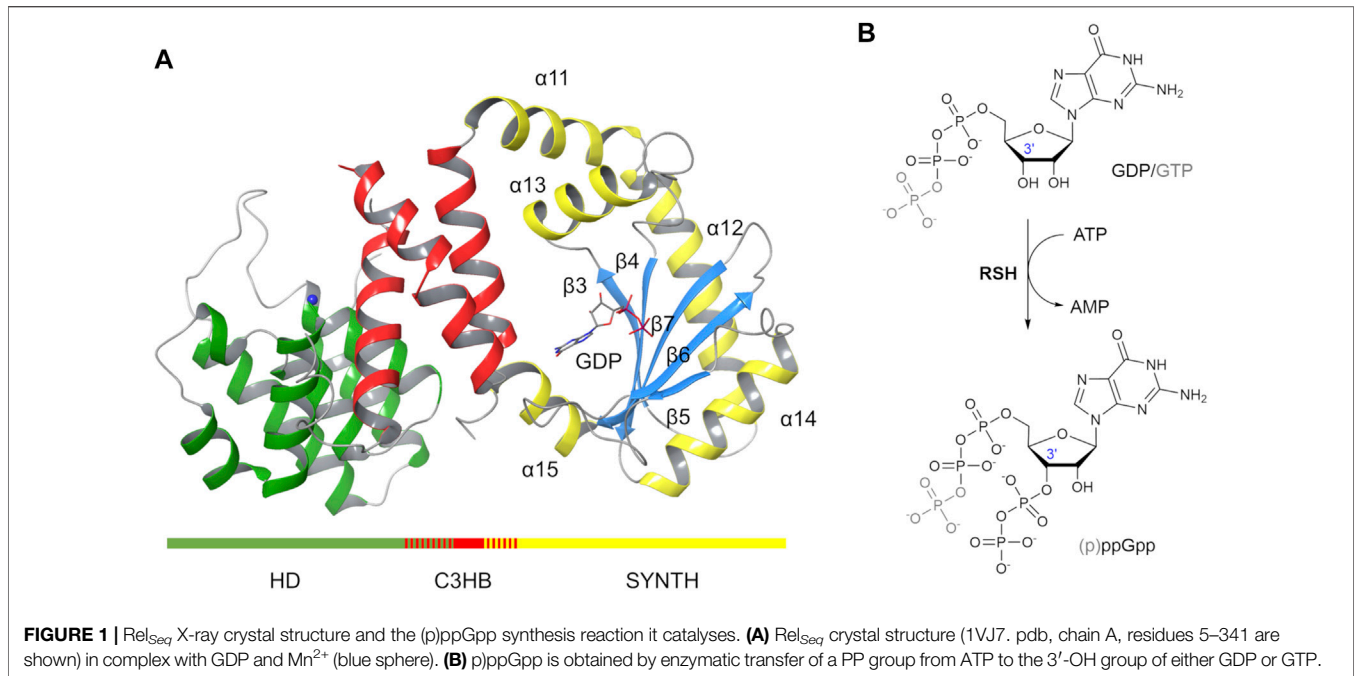 A
α11
α13
α12
β4
β3
β7
GDP
β6
β5
α14
α15
HD
C3HB
SYNTH
B
O
N
NH
N
N
NH₂
O
O
O
P
O⁻
O
O
P
O⁻
O
O
P
O⁻
⁻O
O⁻
3'
OH
OH
GDP/GTP
ATP
RSH
AMP
O
N
NH
N
N
NH₂
O
O
O
P
O⁻
O
O
P
O⁻
O
O
P
O⁻
⁻O
O⁻
3'
OH
O
⁻O
P
O
O
O
P
O⁻
O⁻
(p)ppGpp
FIGURE 1 | RelSeq X-ray crystal structure and the (p)ppGpp synthesis reaction it catalyses. (A) RelSeq crystal structure (1VJ7. pdb, chain A, residues 5–341 are
shown) in complex with GDP and Mn²⁺ (blue sphere). (B) p)ppGpp is obtained by enzymatic transfer of a PP group from ATP to the 3′-OH group of either GDP or GTP.